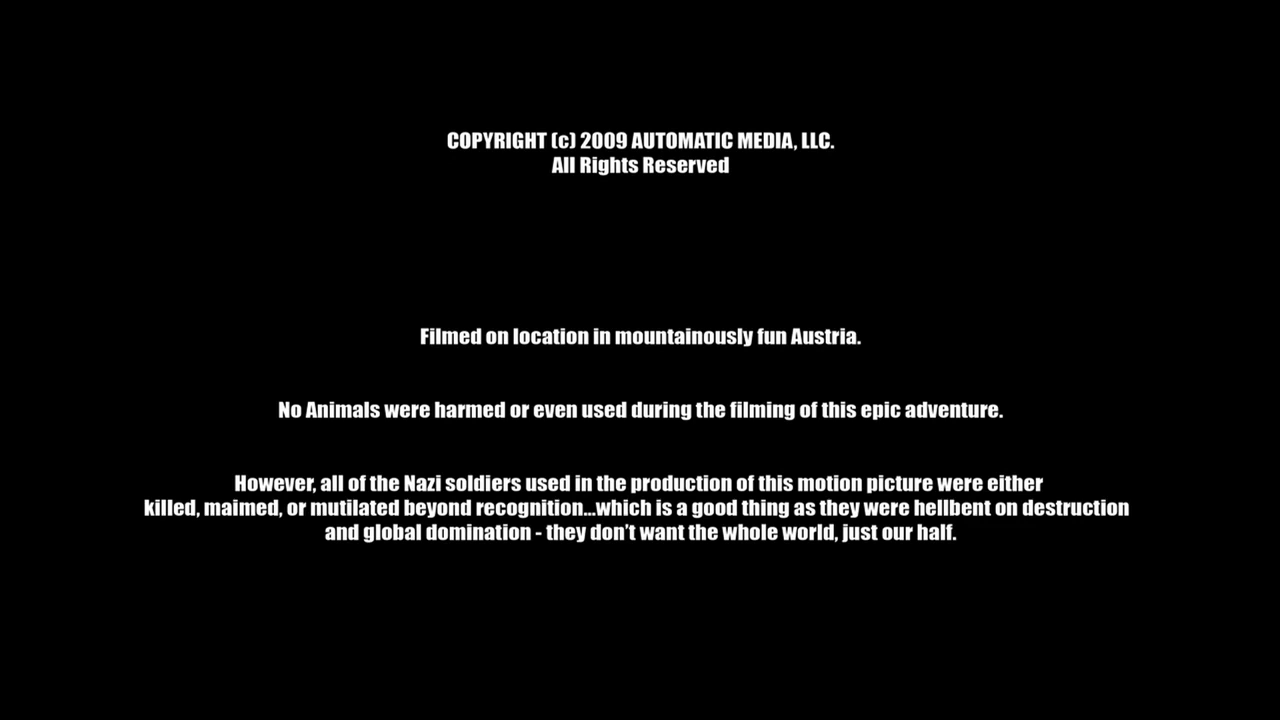 COPYRIGHT (c) 2009 AUTOMATIC MEDIA, LLC.
All Rights Reserved
Filmed on location in mountainously fun Austria.
No Animals were harmed or even used during the filming of this epic adventure.
However, all of the Nazi soldiers used in the production of this motion picture were either
killed, maimed, or mutilated beyond recognition...which is a good thing as they were hellbent on destruction
and global domination - they don’t want the whole world, just our half.